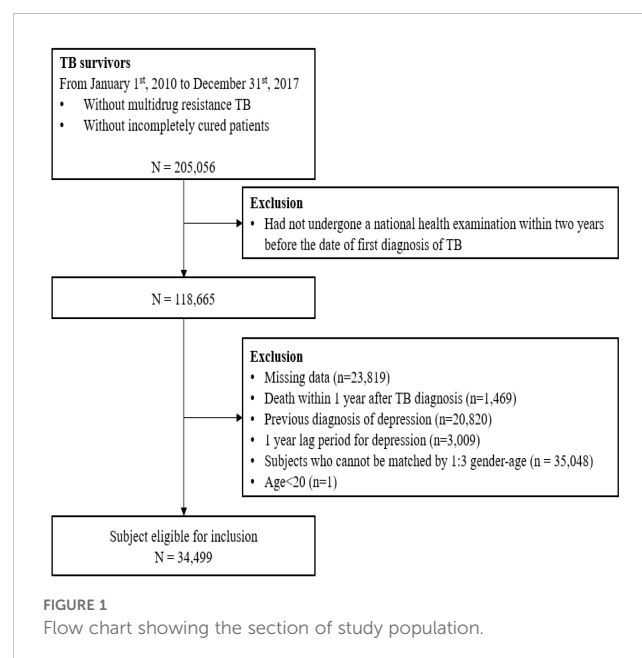 TB survivors
From January 1st, 2010 to December 31st, 2017
• Without multidrug resistance TB
• Without incompletely cured patients
N = 205,056
Exclusion
• Had not undergone a national health examination within two years
before the date of first diagnosis of TB
N = 118,665
Exclusion
• Missing data (n=23,819)
• Death within 1 year after TB diagnosis (n=1,469)
• Previous diagnosis of depression (n=20,820)
• 1 year lag period for depression (n=3,009)
• Subjects who cannot be matched by 1:3 gender-age (n = 35,048)
• Age<20 (n=1)
Subject eligible for inclusion
N = 34,499
FIGURE 1
Flow chart showing the section of study population.